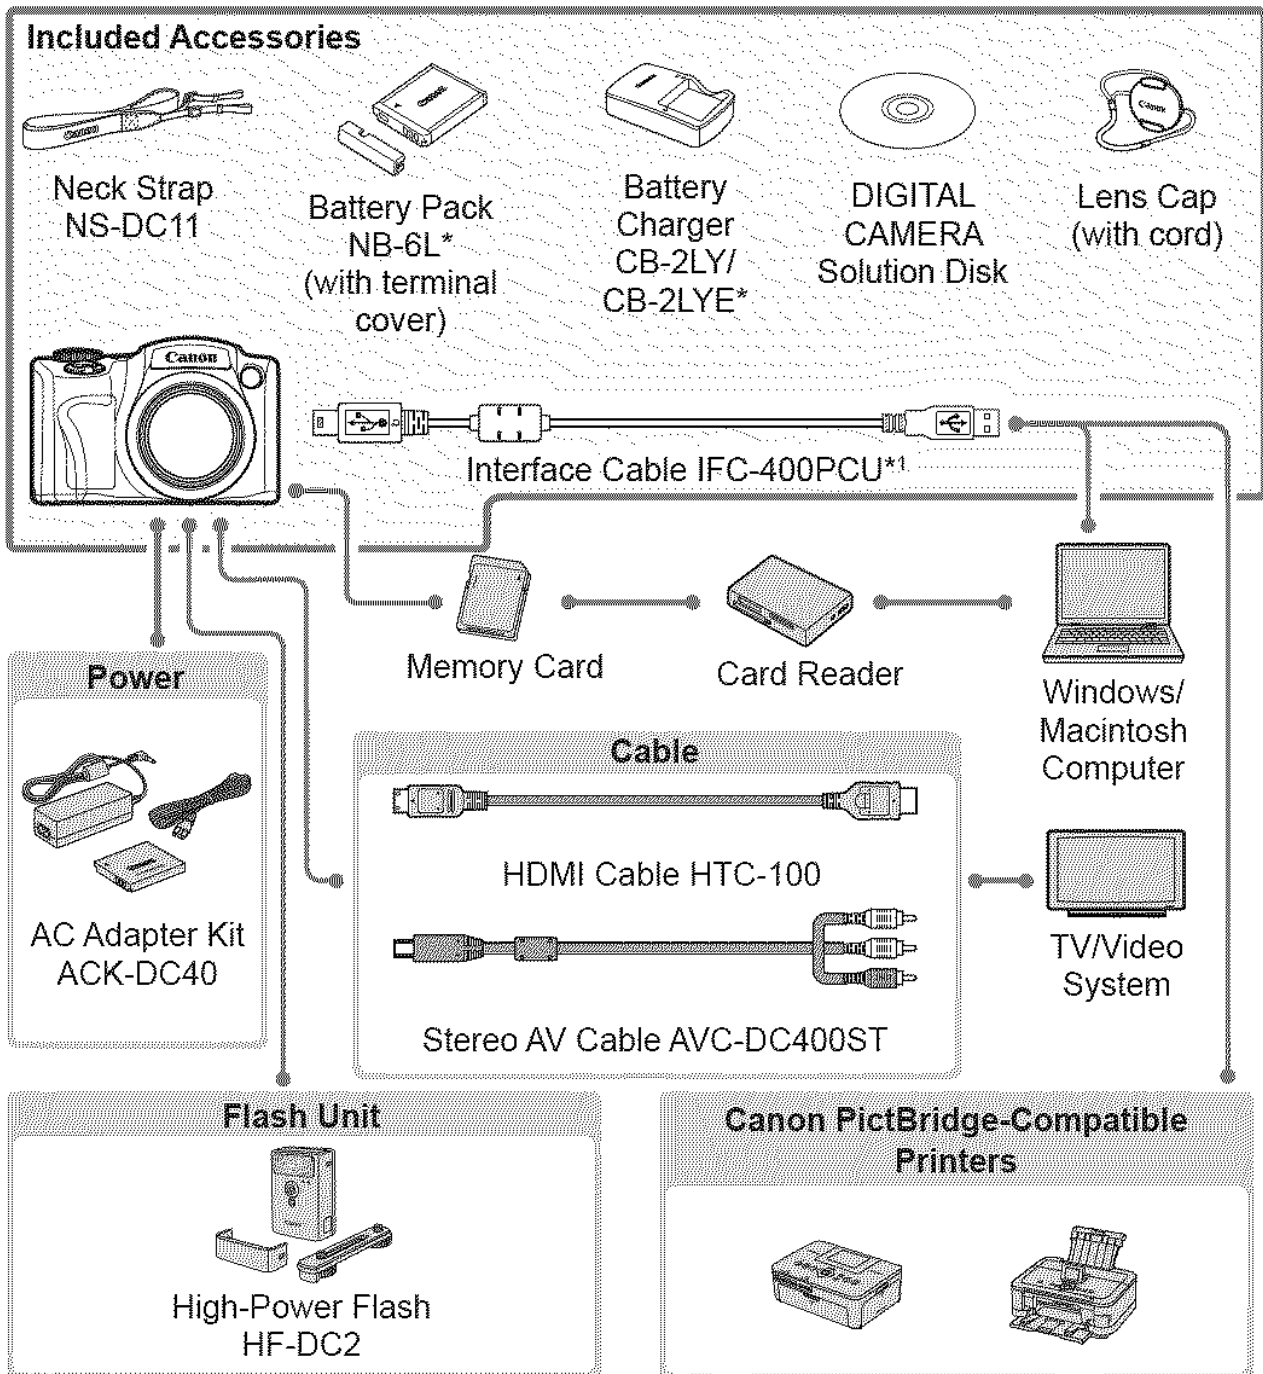 Included Accessories
Neck Strap
NS-DC11
Battery Pack
NB-6L*
(with terminal
cover)
Battery
Charger
CB-2LY/
CB-2LYE*
DIGITAL
CAMERA
Solution Disk
Lens Cap
(with cord)
Canon
Canon
Canon
Canon
Interface Cable IFC-400PCU*1
Memory Card
Card Reader
Windows/
Macintosh
Computer
Power
AC Adapter Kit
ACK-DC40
Cable
HDMI Cable HTC-100
Stereo AV Cable AVC-DC400ST
TV/Video
System
Flash Unit
High-Power Flash
HF-DC2
Canon PictBridge-Compatible
Printers